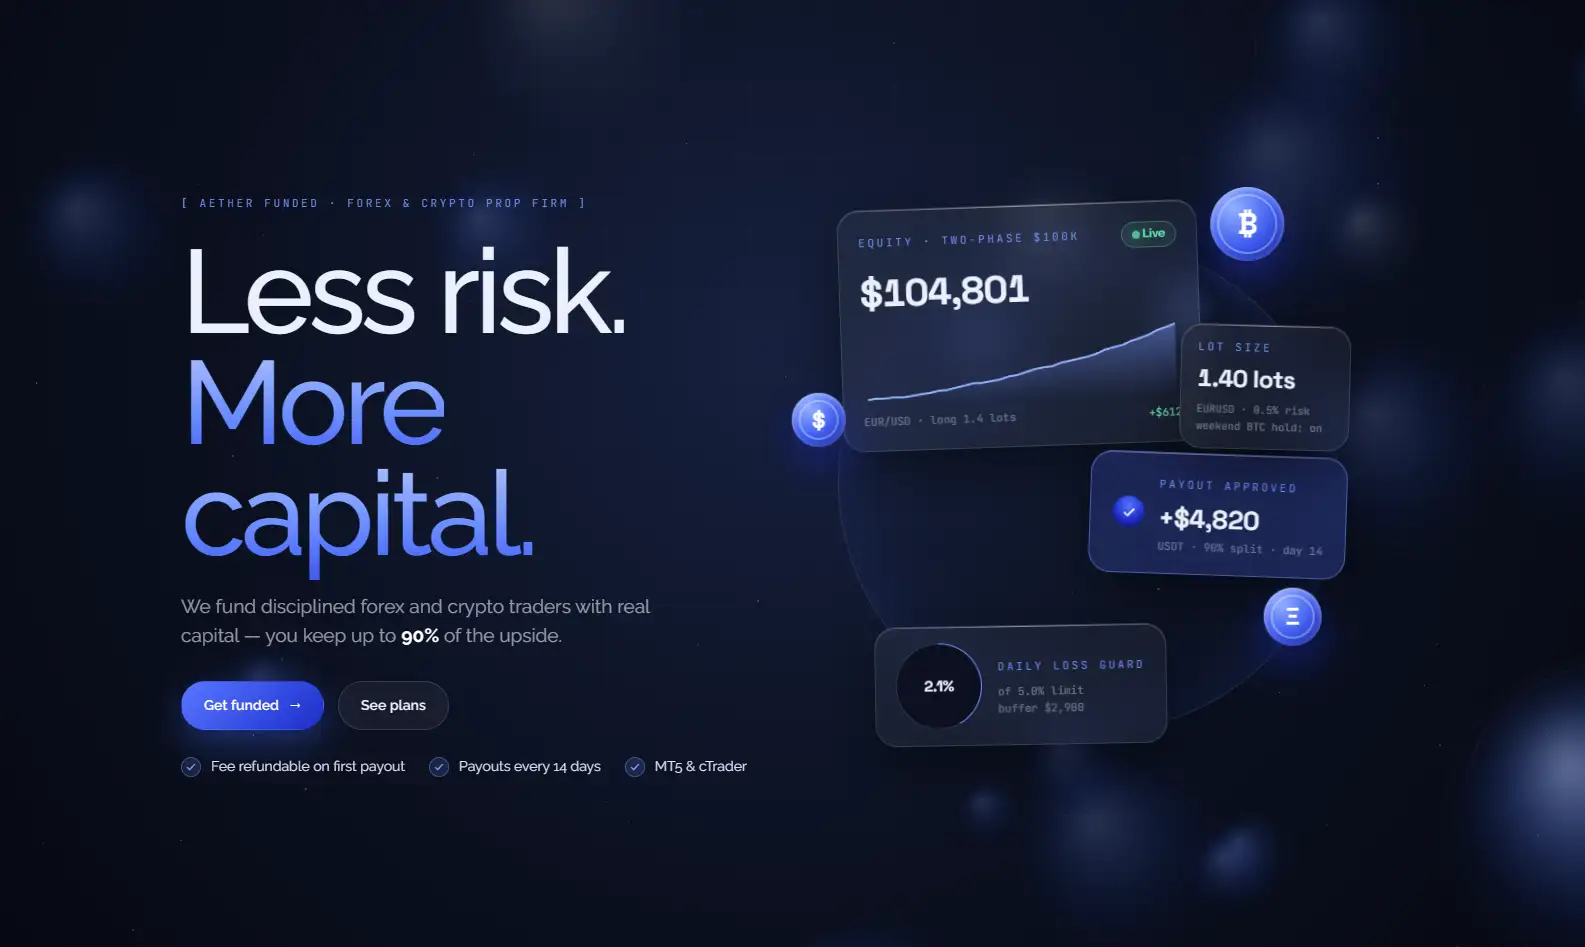 [ AETHER FUNDED · FOREX & CRYPTO PROP FIRM ]
Less risk.
More
capital.
We fund disciplined forex and crypto traders with real
capital — you keep up to 90% of the upside.
Get funded →
See plans
Fee refundable on first payout
Payouts every 14 days
MT5 & cTrader
EQUITY · TWO-PHASE $100K
Live
$104,801
EUR/USD · long 1.4 lots
+$612
LOT SIZE
1.40 lots
EURUSD · 0.5% risk
weekend BTC hold: on
PAYOUT APPROVED
+$4,820
USDT · 90% split · day 14
2.1%
DAILY LOSS GUARD
of 5.0% limit
buffer $2,900
₿
$
Ξ